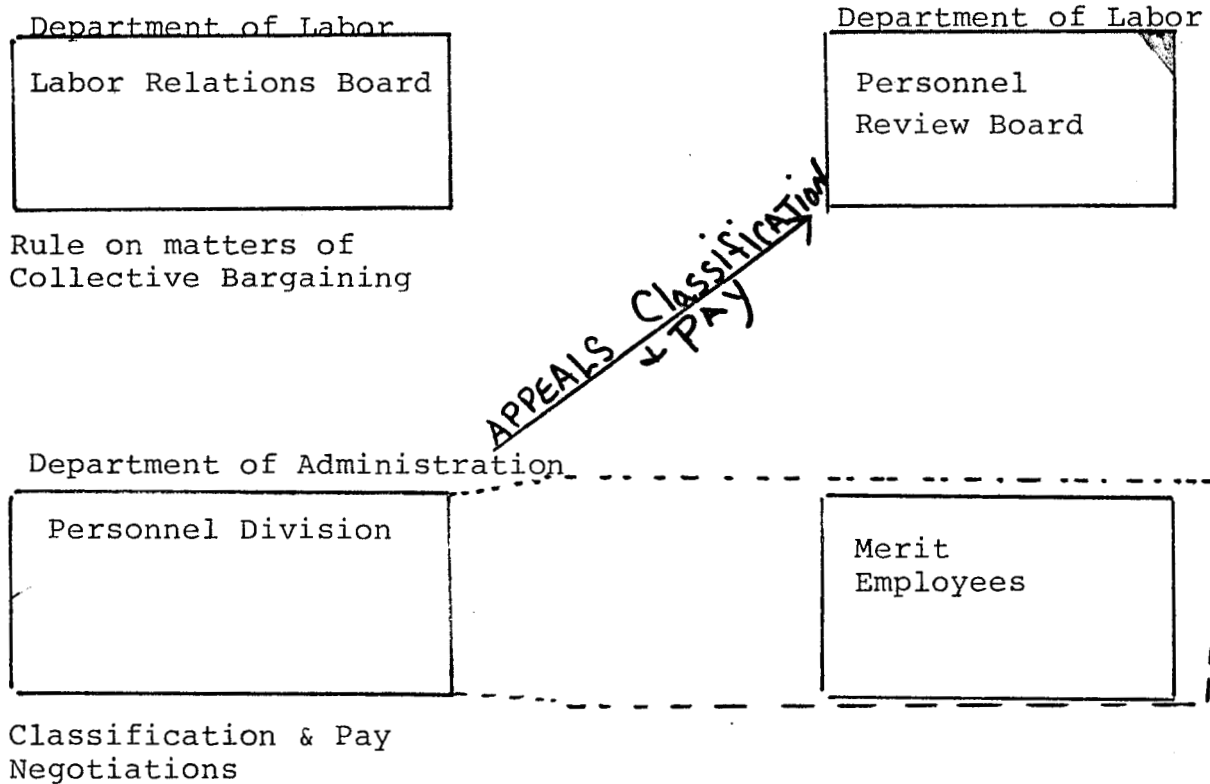 Department of Labor
Labor Relations Board
Rule on matters of
Collective Bargaining
Department of Labor
Personnel
Review Board
APPEALS Classification
+ PAY
Department of Administration
Personnel Division
Classification & Pay
Negotiations
Merit
Employees